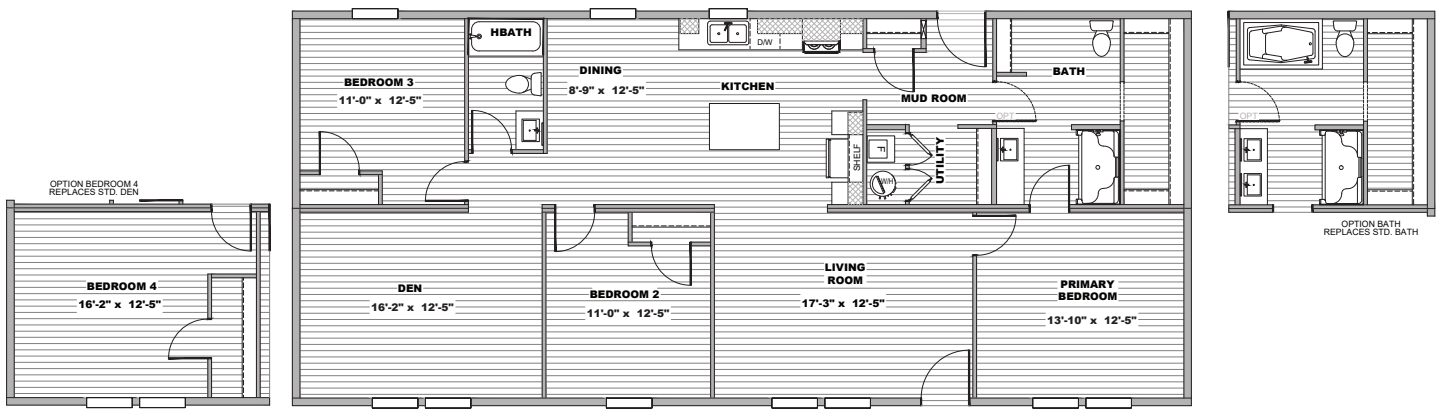 HBATH
D/W
BEDROOM 3
11'-0" x 12'-5"
DINING
8'-9" x 12'-5"
KITCHEN
BATH
MUD ROOM
OPT
OPT
F
W/H
SHELF
UTILITY
OPTION BEDROOM 4
REPLACES STD. DEN
OPTION BATH
REPLACES STD. BATH
BEDROOM 4
16'-2" x 12'-5"
DEN
16'-2" x 12'-5"
BEDROOM 2
11'-0" x 12'-5"
LIVING
ROOM
17'-3" x 12'-5"
PRIMARY
BEDROOM
13'-10" x 12'-5"